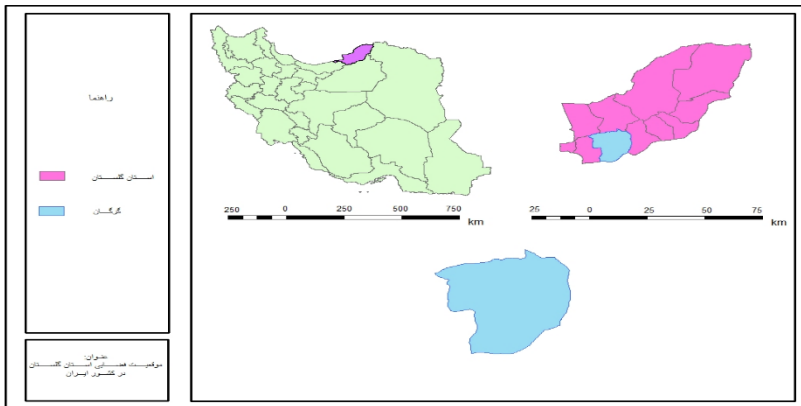 راهنما
استان گلستان
گرگان
250 0 250 500 750
km
25 0 25 50 75
km
عنوان:
موقعیت فضایی استان گلستان
در کشور ایران